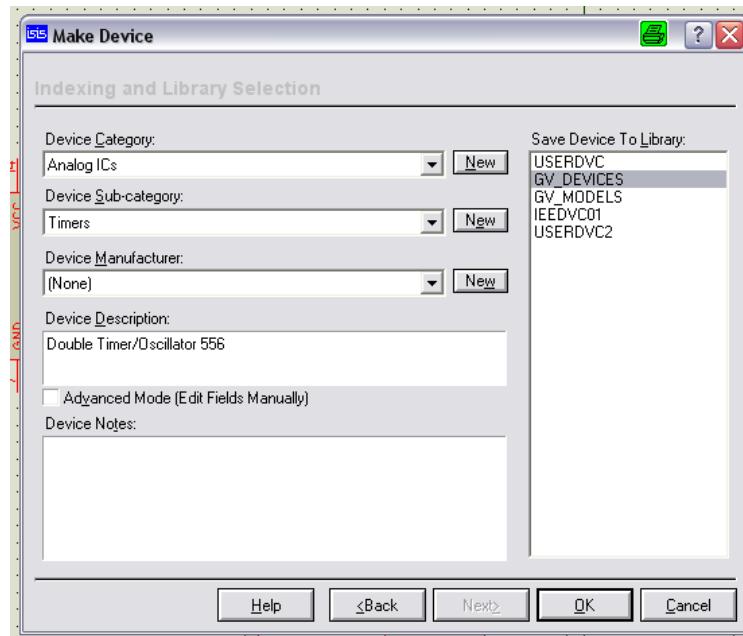 isis Make Device
Indexing and Library Selection
Device Category:
Analog ICs
New
Device Sub-category:
Timers
New
Device Manufacturer:
(None)
New
Device Description:
Double Timer/Oscillator 556
Advanced Mode (Edit Fields Manually)
Device Notes:
Save Device To Library:
USERDVC
GV_DEVICES
GV_MODELS
IEEDVC01
USERDVC2
Help
<Back
Next>
OK
Cancel
GND